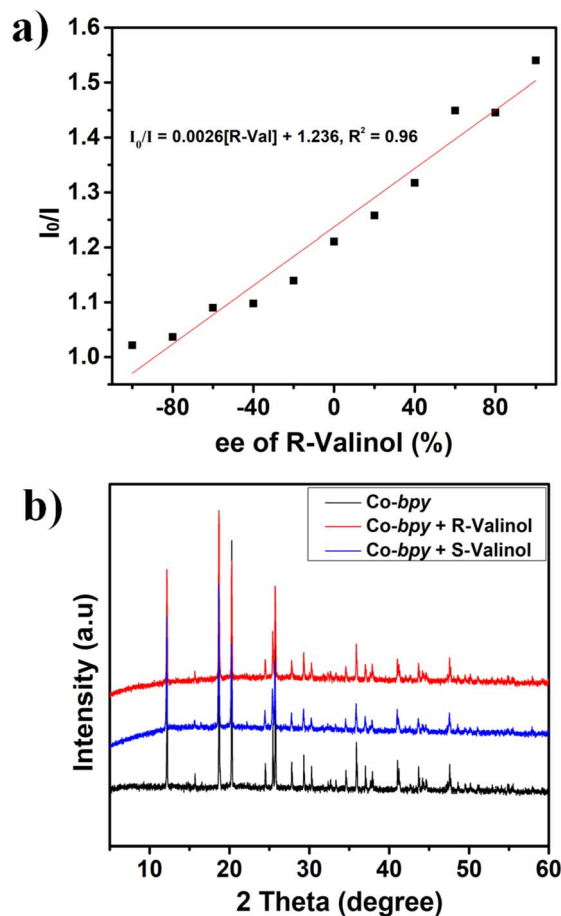 a)
1.6
1.5
1.4
1.3
1.2
1.1
1.0
I₀/I
I₀/I = 0.0026[R-Val] + 1.236, R² = 0.96
-80 -40 0 40 80
ee of R-Valinol (%)
b)
Co-bpy
Co-bpy + R-Valinol
Co-bpy + S-Valinol
Intensity (a.u)
10 20 30 40 50 60
2 Theta (degree)